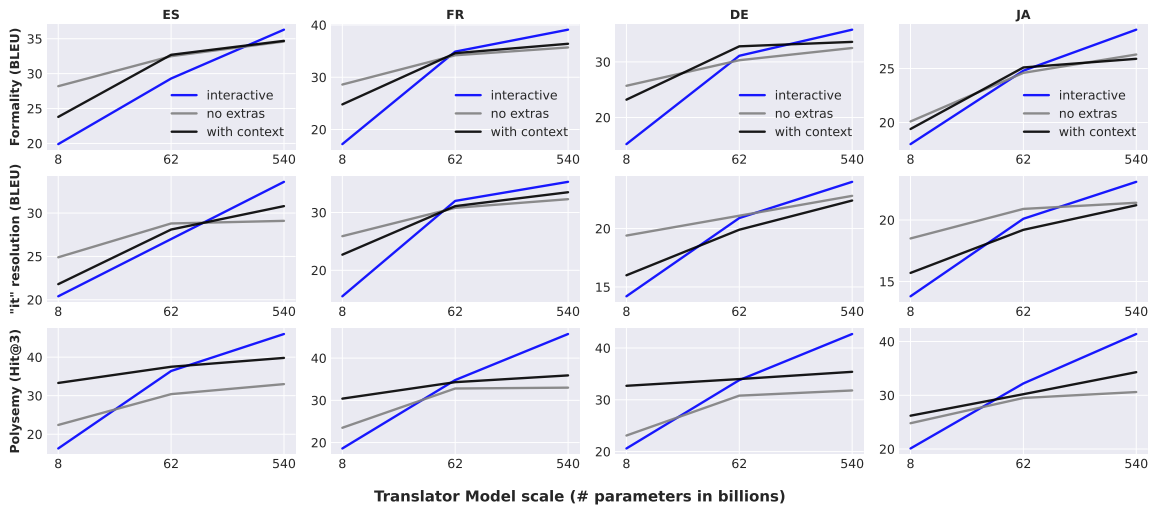 ES FR DE JA
Formality (BLEU)
35 30 25 20
interactive
no extras
with context
8 62 540
40 30 20
interactive
no extras
with context
8 62 540
30 20
interactive
no extras
with context
8 62 540
25 20
interactive
no extras
with context
8 62 540
"it" resolution (BLEU)
30 25 20
8 62 540
30 20
8 62 540
20 15
8 62 540
20 15
8 62 540
Polysemy (Hit@3)
40 30 20
8 62 540
40 30 20
8 62 540
40 30 20
8 62 540
40 30 20
8 62 540
Translator Model scale (# parameters in billions)